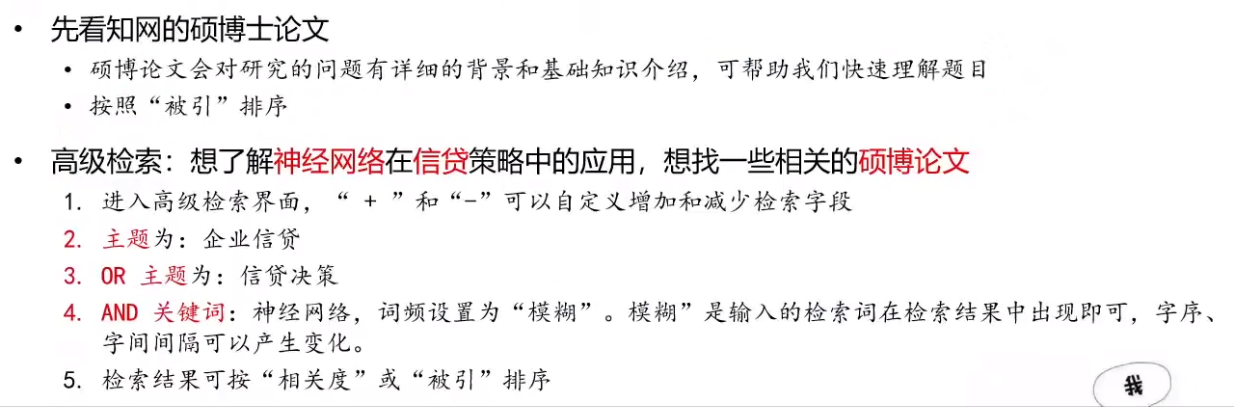 • 先看知网的硕博士论文
• 硕博论文会对研究的问题有详细的背景和基础知识介绍，可帮助我们快速理解题目
• 按照“被引”排序
• 高级检索：想了解神经网络在信贷策略中的应用，想找一些相关的硕博论文
1. 进入高级检索界面，“ + ”和“-”可以自定义增加和减少检索字段
2. 主题为：企业信贷
3. OR 主题为：信贷决策
4. AND 关键词：神经网络，词频设置为“模糊”。模糊”是输入的检索词在检索结果中出现即可，字序、
字间间隔可以产生变化。
5. 检索结果可按“相关度”或“被引”排序
我